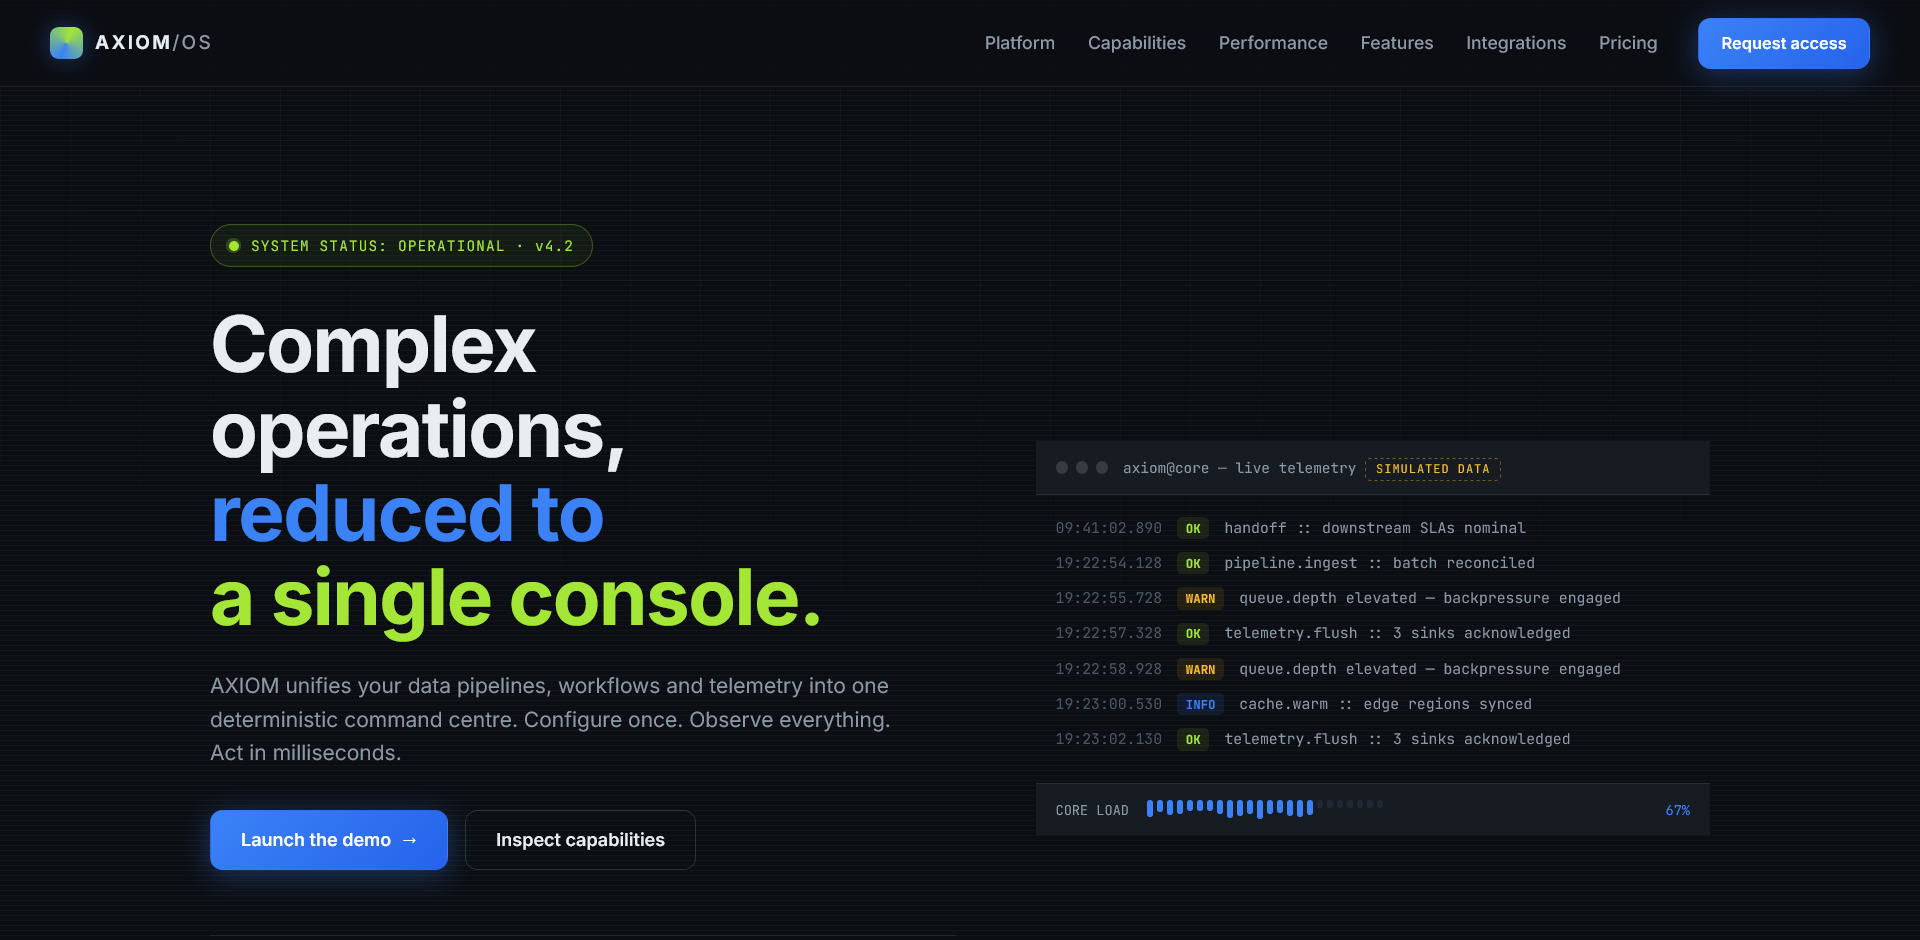 AXIOM/OS
Platform
Capabilities
Performance
Features
Integrations
Pricing
Request access
SYSTEM STATUS: OPERATIONAL · v4.2
Complex
operations,
reduced to
a single console.
AXIOM unifies your data pipelines, workflows and telemetry into one
deterministic command centre. Configure once. Observe everything.
Act in milliseconds.
Launch the demo →
Inspect capabilities
axiom@core — live telemetry SIMULATED DATA
09:41:02.890 OK handoff :: downstream SLAs nominal
19:22:54.128 OK pipeline.ingest :: batch reconciled
19:22:55.728 WARN queue.depth elevated — backpressure engaged
19:22:57.328 OK telemetry.flush :: 3 sinks acknowledged
19:22:58.928 WARN queue.depth elevated — backpressure engaged
19:23:00.530 INFO cache.warm :: edge regions synced
19:23:02.130 OK telemetry.flush :: 3 sinks acknowledged
CORE LOAD 67%